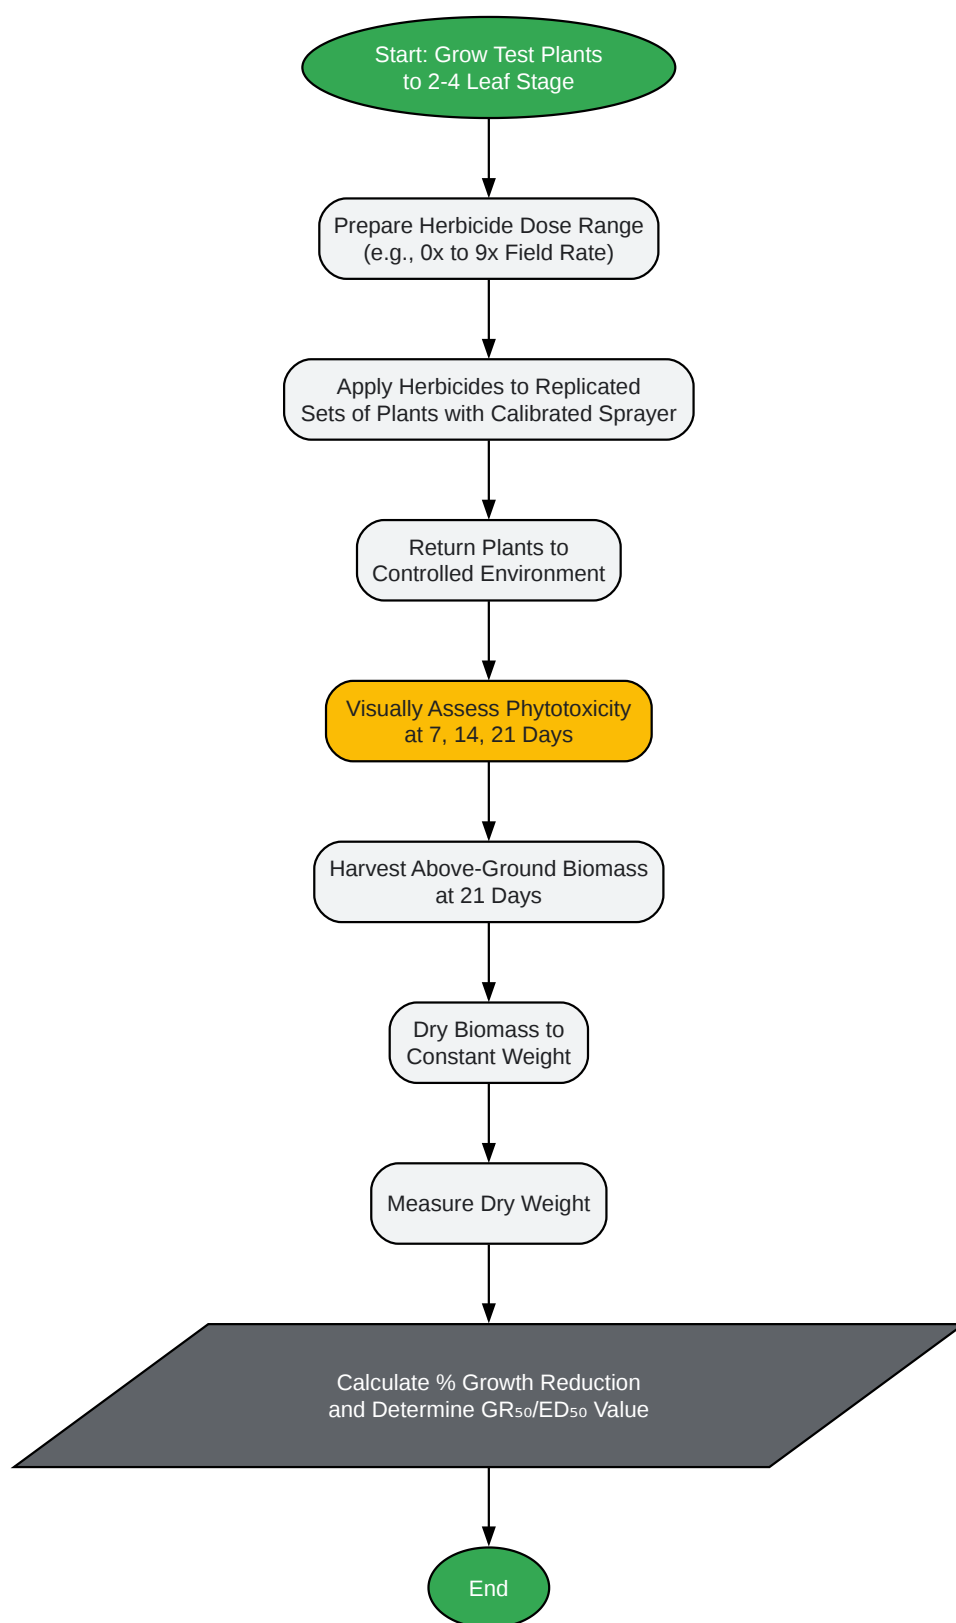 Start: Grow Test Plants
to 2-4 Leaf Stage
Prepare Herbicide Dose Range
(e.g., 0x to 9x Field Rate)
Apply Herbicides to Replicated
Sets of Plants with Calibrated Sprayer
Return Plants to
Controlled Environment
Visually Assess Phytotoxicity
at 7, 14, 21 Days
Harvest Above-Ground Biomass
at 21 Days
Dry Biomass to
Constant Weight
Measure Dry Weight
Calculate % Growth Reduction
and Determine GR₅₀/ED₅₀ Value
End